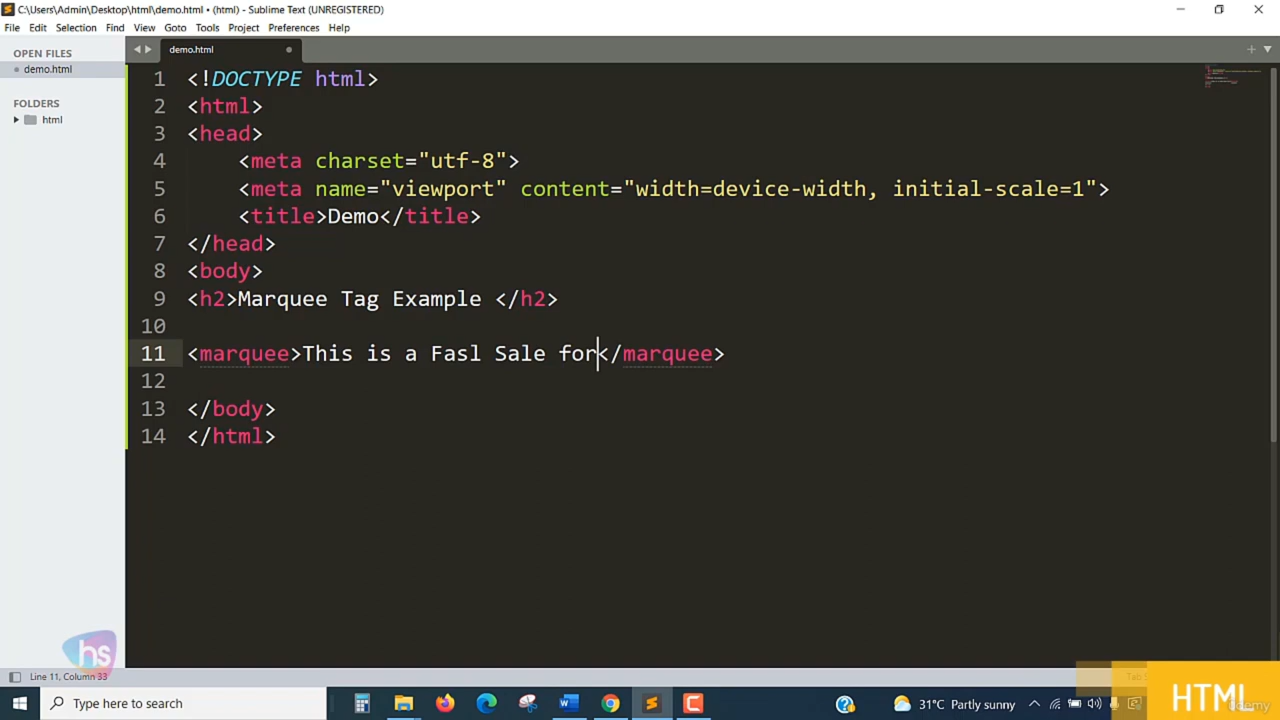 C:\Users\Admin\Desktop\html\demo.html • (html) - Sublime Text (UNREGISTERED)
File Edit Selection Find View Goto Tools Project Preferences Help
OPEN FILES
demo.html
FOLDERS
html
demo.html
1 <!DOCTYPE html>
2 <html>
3 <head>
4 <meta charset="utf-8">
5 <meta name="viewport" content="width=device-width, initial-scale=1">
6 <title>Demo</title>
7 </head>
8 <body>
9 <h2>Marquee Tag Example </h2>
10
11 <marquee>This is a Fasl Sale for</marquee>
12
13 </body>
14 </html>
hs
Line 11, Column 33
Tab S
Type here to search
31°C Partly sunny
HTML
Udemy